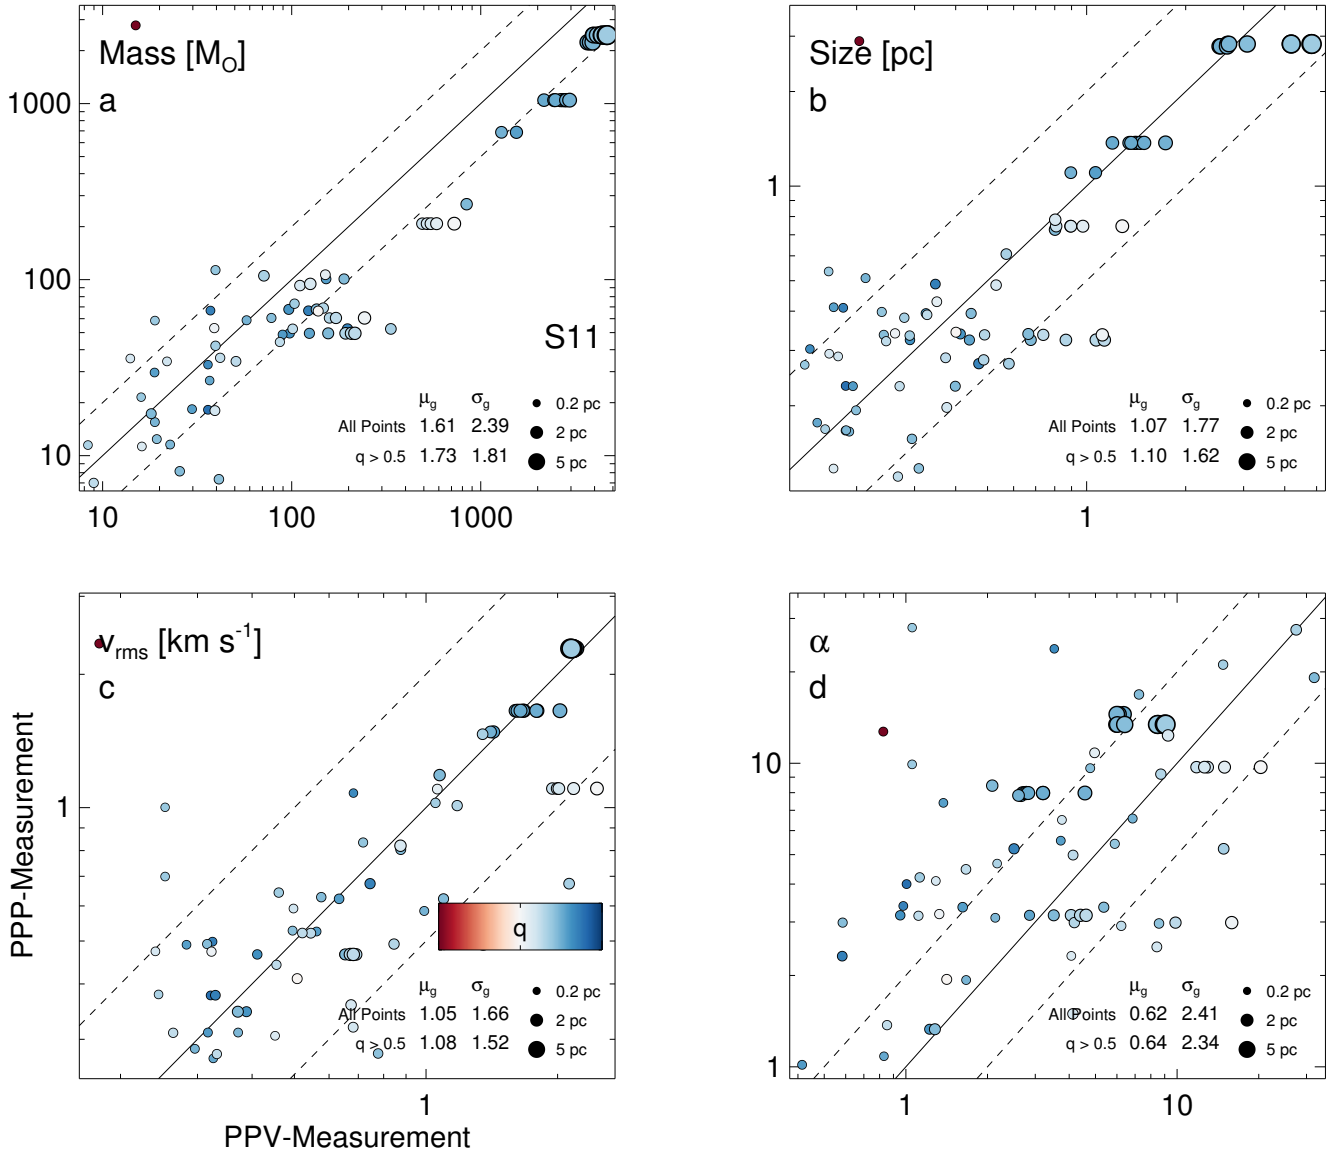 Mass [M_O]
a
1000
100
10
10 100 1000
S11
μg σg
All Points 1.61 2.39
q > 0.5 1.73 1.81
0.2 pc
2 pc
5 pc
Size [pc]
b
1
1
μg σg
All Points 1.07 1.77
q > 0.5 1.10 1.62
0.2 pc
2 pc
5 pc
v_rms [km s^-1]
c
1
1
q
μg σg
All Points 1.05 1.66
q > 0.5 1.08 1.52
0.2 pc
2 pc
5 pc
PPP-Measurement
PPV-Measurement
α
d
10
1
1 10
μg σg
All Points 0.62 2.41
q > 0.5 0.64 2.34
0.2 pc
2 pc
5 pc